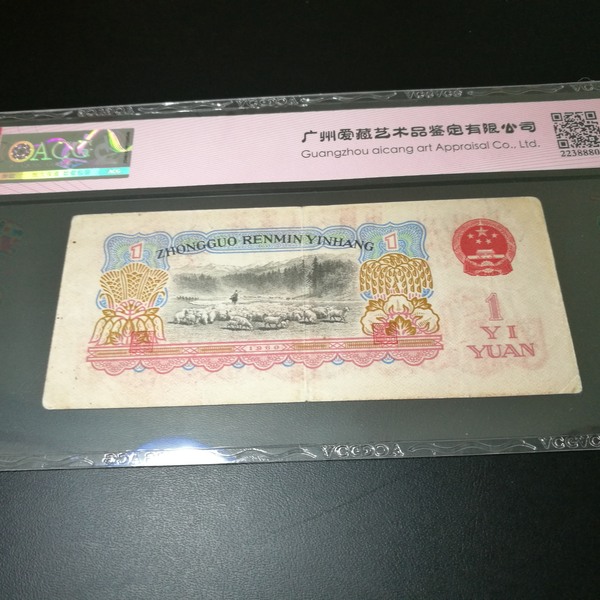 广州爱藏艺术品鉴定有限公司
Guangzhou aicang art Appraisal Co., Ltd.
2238880
1
ZHONGGUO RENMIN YINHANG
1
1
YI
YUAN
1960